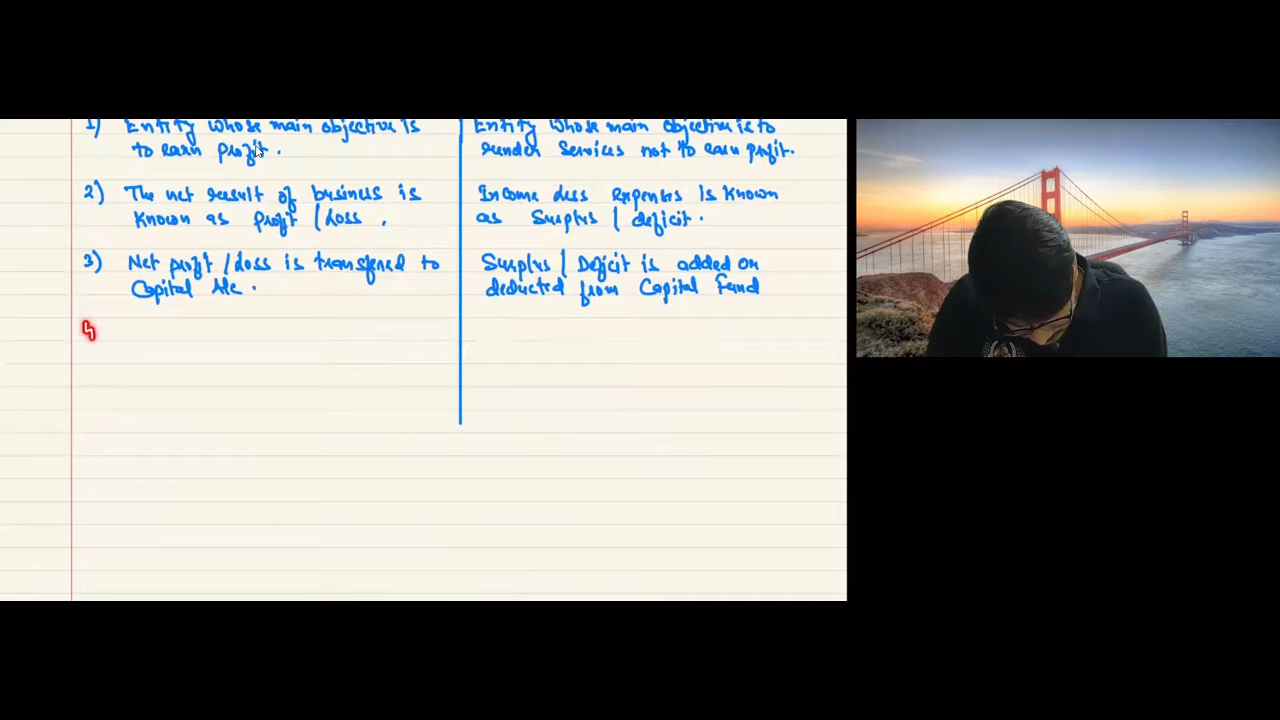 1) Entity whose main objective is
to earn profit.
2) The net result of business is
known as profit / Loss .
3) Net profit / Loss is transfered to
Capital A/c .
4
Entity whose main objective is to
render services not to earn profit.
Income less expenses is known
as Surplus / deficit .
Surplus / Deficit is added or
deducted from Capital Fund